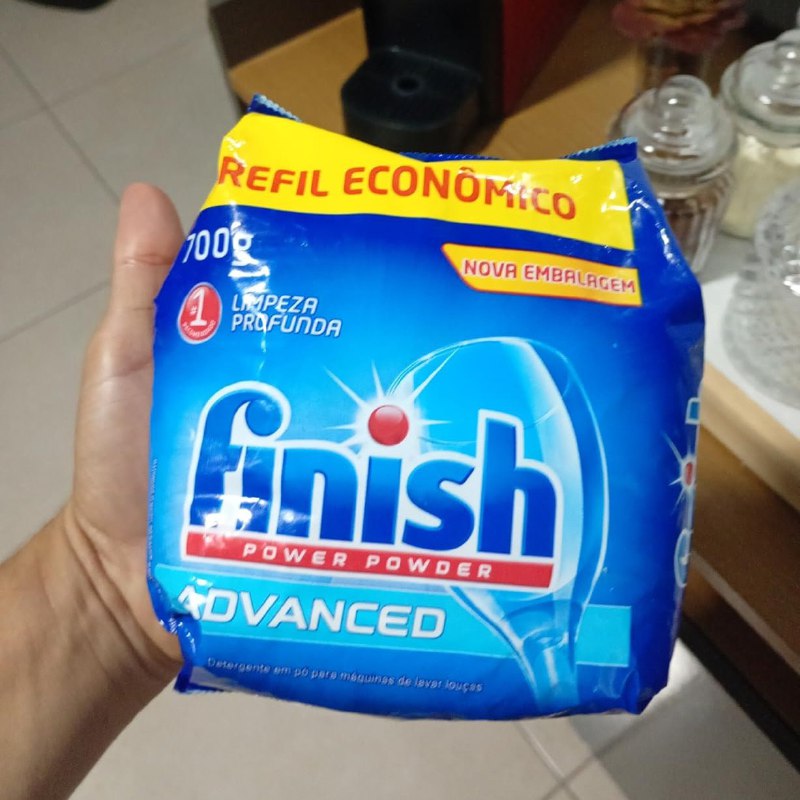 REFIL ECONÔMICO
700g
NOVA EMBALAGEM
#1
LIMPEZA
PROFUNDA
finish
POWER POWDER
ADVANCED
Detergente em pó para máquinas de lavar louças